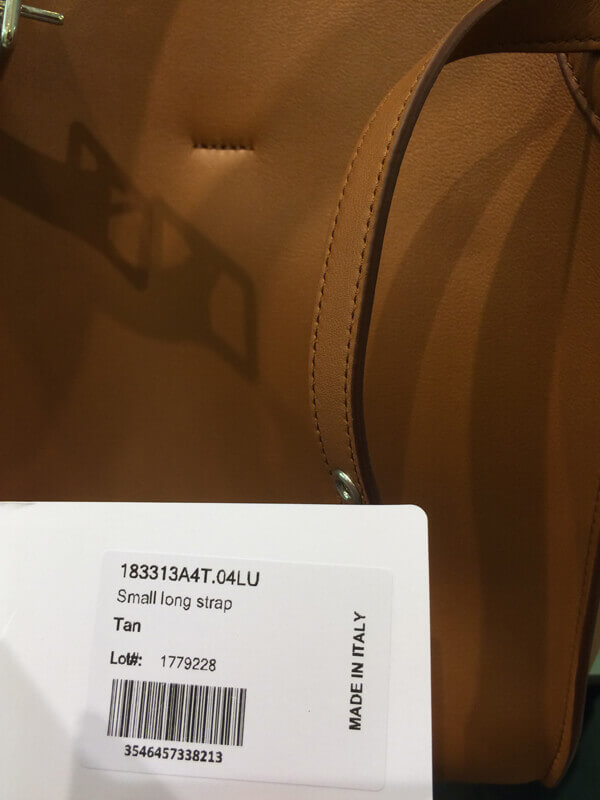 183313A4T.04LU
Small long strap
Tan
Lot#: 1779228
3546457338213
MADE IN ITALY